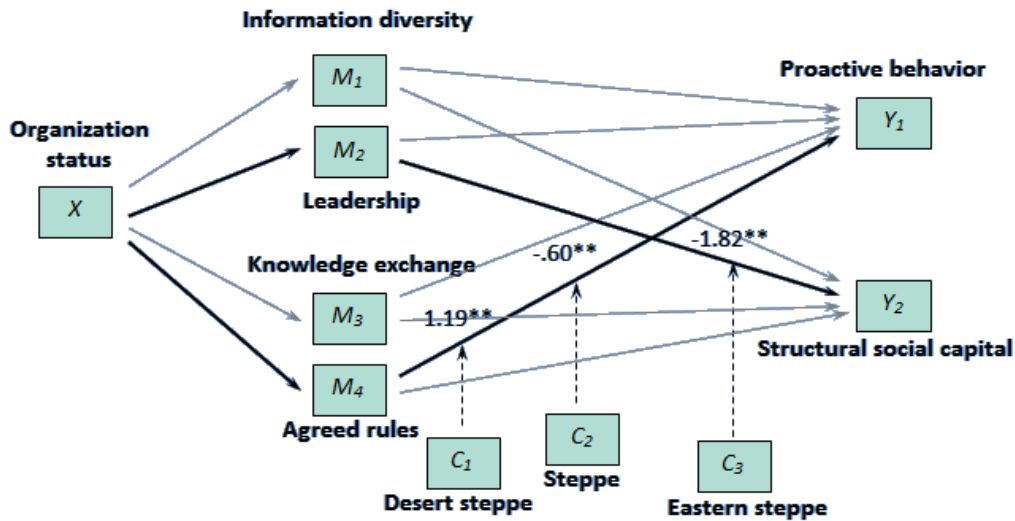 Information diversity
M1
Proactive behavior
Organization
status
Y1
M2
X
Leadership
-1.82**
-.60**
Knowledge exchange
M3
1.19**
Y2
Structural social capital
M4
Agreed rules
C1
C2
C3
Desert steppe
Steppe
Eastern steppe